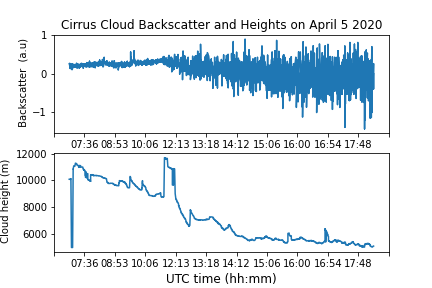 Cirrus Cloud Backscatter and Heights on April 5 2020
Backscatter (a.u)
1
0
−1
07:36 08:53 10:06 12:13 13:18 14:12 15:06 16:00 16:54 17:48
Cloud height (m)
12000
10000
8000
6000
07:36 08:53 10:06 12:13 13:18 14:12 15:06 16:00 16:54 17:48
UTC time (hh:mm)